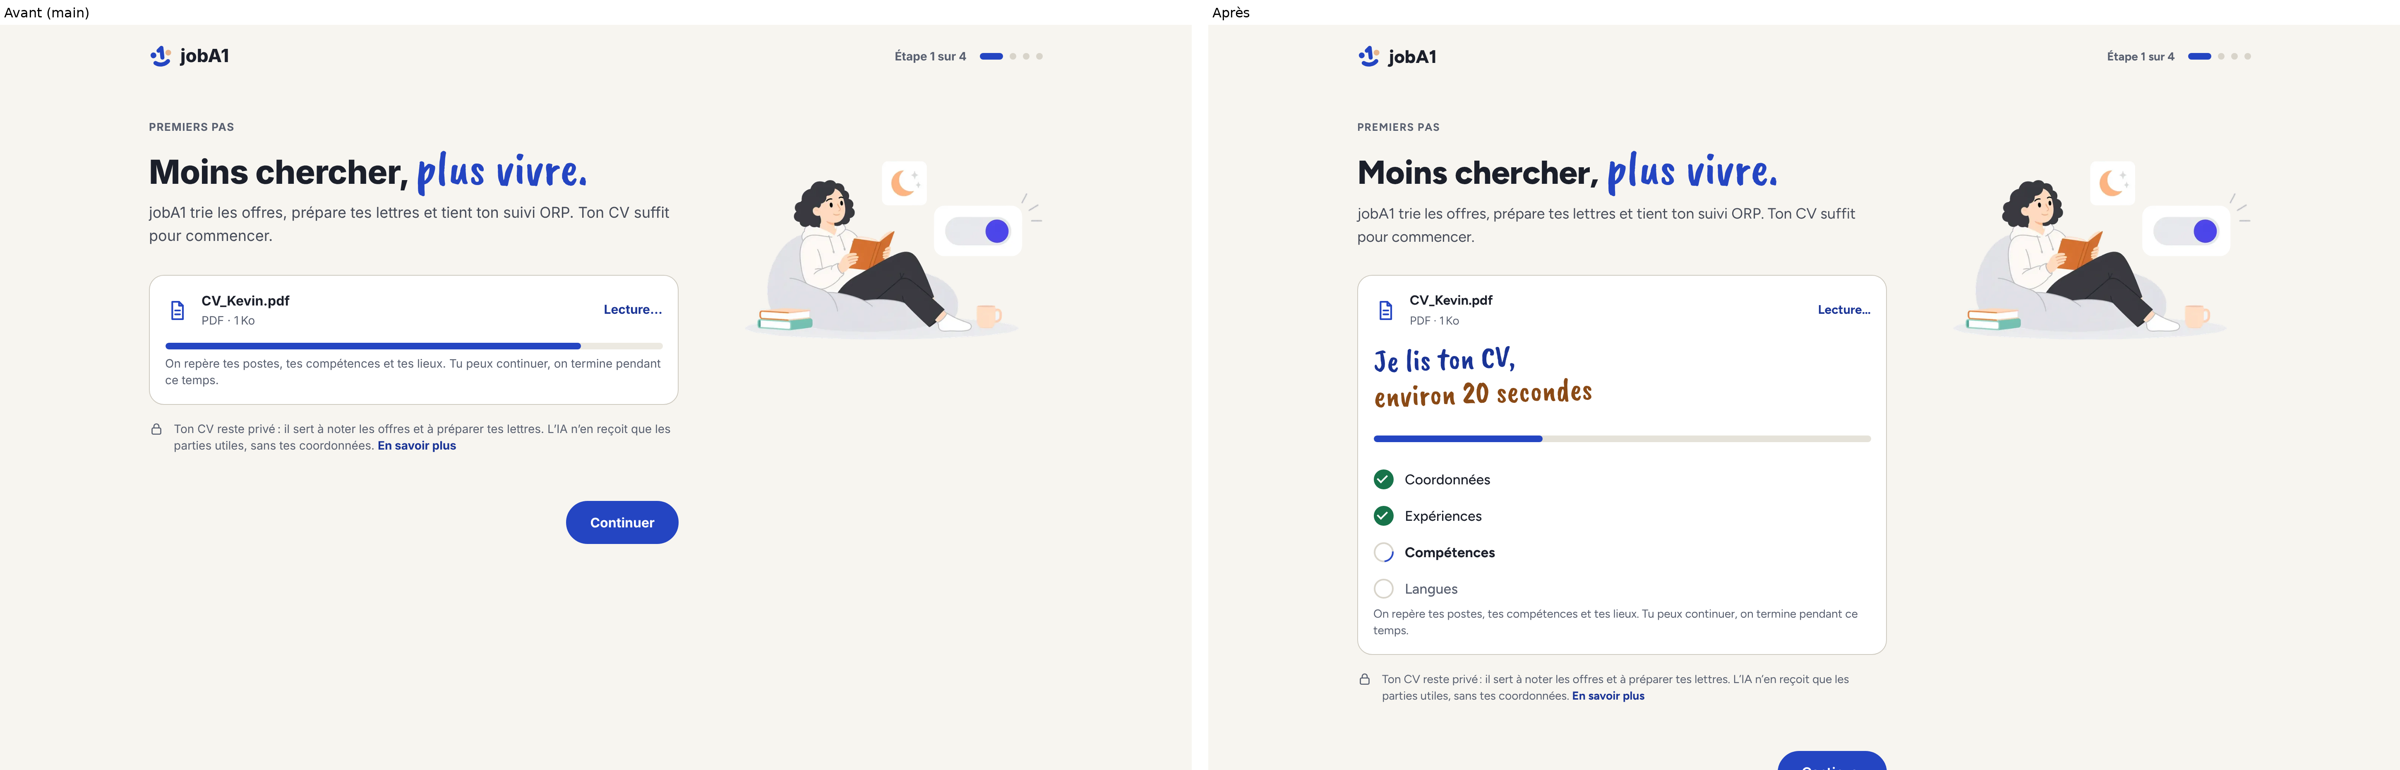 Avant (main)
jobA1
Étape 1 sur 4
PREMIERS PAS
Moins chercher, plus vivre.
jobA1 trie les offres, prépare tes lettres et tient ton suivi ORP. Ton CV suffit
pour commencer.
CV_Kevin.pdf
PDF · 1 Ko
Lecture…
On repère tes postes, tes compétences et tes lieux. Tu peux continuer, on termine pendant
ce temps.
Ton CV reste privé : il sert à noter les offres et à préparer tes lettres. L’IA n’en reçoit que les
parties utiles, sans tes coordonnées. En savoir plus
Continuer
Après
jobA1
Étape 1 sur 4
PREMIERS PAS
Moins chercher, plus vivre.
jobA1 trie les offres, prépare tes lettres et tient ton suivi ORP. Ton CV suffit
pour commencer.
CV_Kevin.pdf
PDF · 1 Ko
Lecture…
Je lis ton CV,
environ 20 secondes
Coordonnées
Expériences
Compétences
Langues
On repère tes postes, tes compétences et tes lieux. Tu peux continuer, on termine pendant ce
temps.
Ton CV reste privé : il sert à noter les offres et à préparer tes lettres. L’IA n’en reçoit que les
parties utiles, sans tes coordonnées. En savoir plus